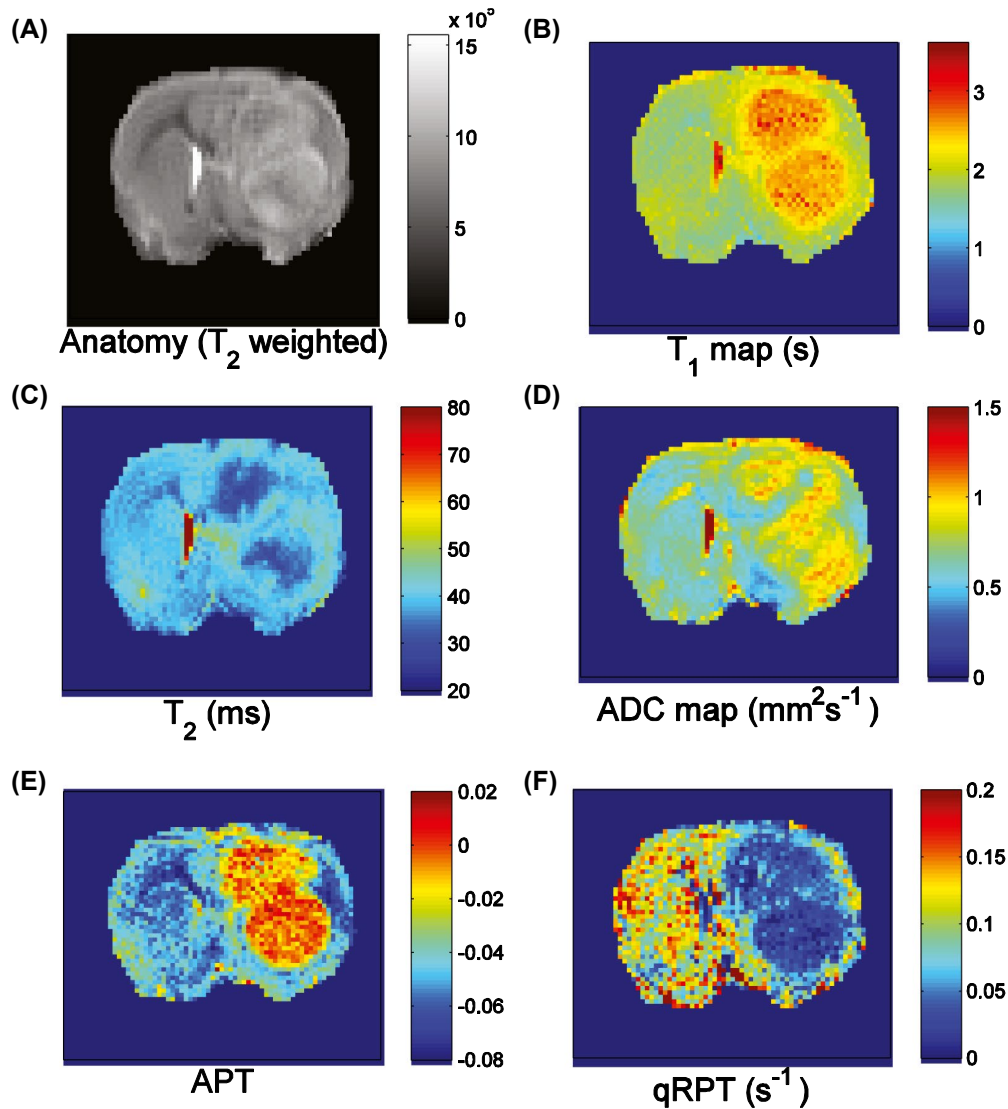 (A)
x 10⁵
15
10
5
0
Anatomy (T₂ weighted)
(B)
3
2
1
0
T₁ map (s)
(C)
80
70
60
50
40
30
20
T₂ (ms)
(D)
1.5
1
0.5
0
ADC map (mm²s⁻¹)
(E)
0.02
0
-0.02
-0.04
-0.06
-0.08
APT
(F)
0.2
0.15
0.1
0.05
0
qRPT (s⁻¹)